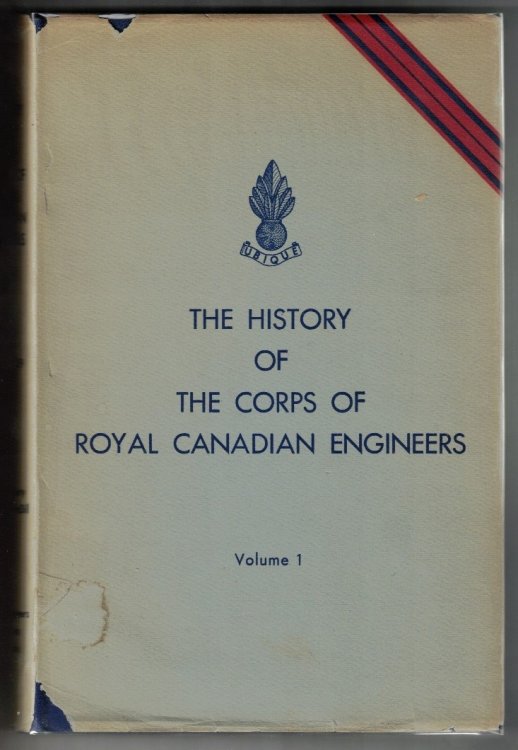 UBIQUE
THE HISTORY
OF
THE CORPS OF
ROYAL CANADIAN ENGINEERS
Volume 1